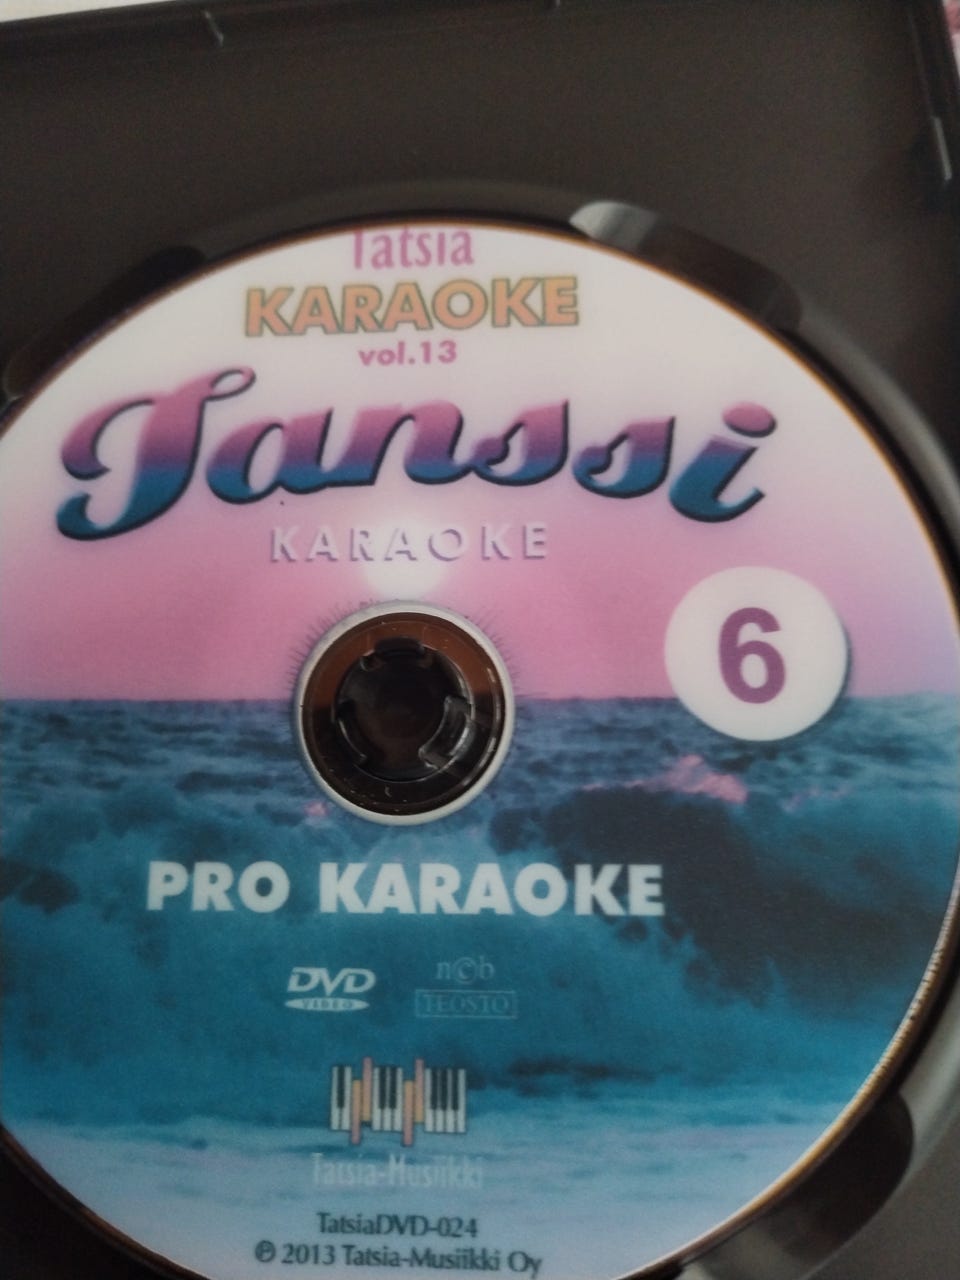 Tatsia
KARAOKE
vol.13
Tanssi
KARAOKE
6
PRO KARAOKE
DVD
VIDEO
n©b
TEOSTO
Tatsia-Musiikki
TatsiaDVD-024
℗ 2013 Tatsia-Musiikki Oy